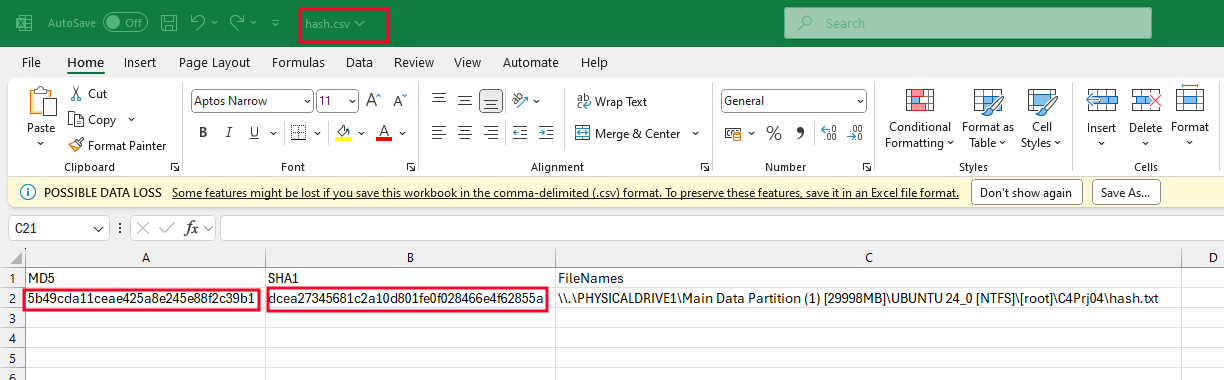 AutoSave Off hash.csv Search
File Home Insert Page Layout Formulas Data Review View Automate Help
Paste Cut Copy Format Painter
Clipboard
Aptos Narrow 11
B I U A
Font
ab Wrap Text
Merge & Center
Alignment
General
% , .00
Number
Conditional Formatting Format as Table Cell Styles
Styles
Insert Delete Format
Cells
POSSIBLE DATA LOSS Some features might be lost if you save this workbook in the comma-delimited (.csv) format. To preserve these features, save it in an Excel file format. Don't show again Save As...
C21 fx
A B C D
1 MD5 SHA1 FileNames
2 5b49cda11ceae425a8e245e88f2c39b1 dcea27345681c2a10d801fe0f028466e4f62855a \\.\PHYSICALDRIVE1\Main Data Partition (1) [29998MB]\UBUNTU 24_0 [NTFS]\[root]\C4Prj04\hash.txt
3
4
5
6